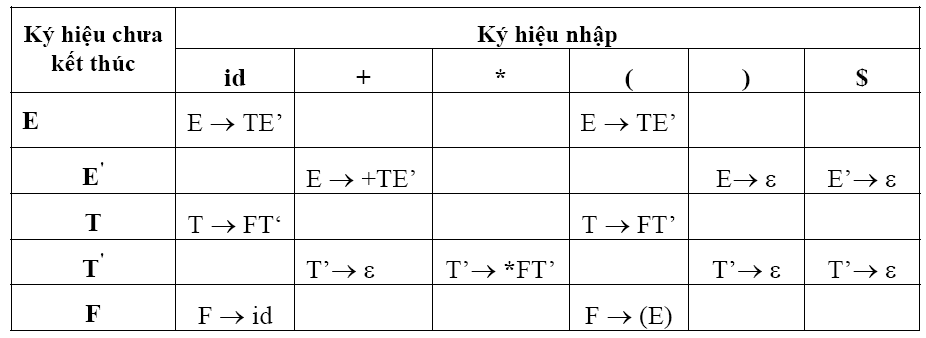 Ký hiệu chưa kết thúc Ký hiệu nhập
id + * ( ) $
E E → TE’ E → TE’
E' E → +TE’ E→ ε E’→ ε
T T → FT‘ T → FT’
T' T’→ ε T’→ *FT’ T’→ ε T’→ ε
F F → id F → (E)